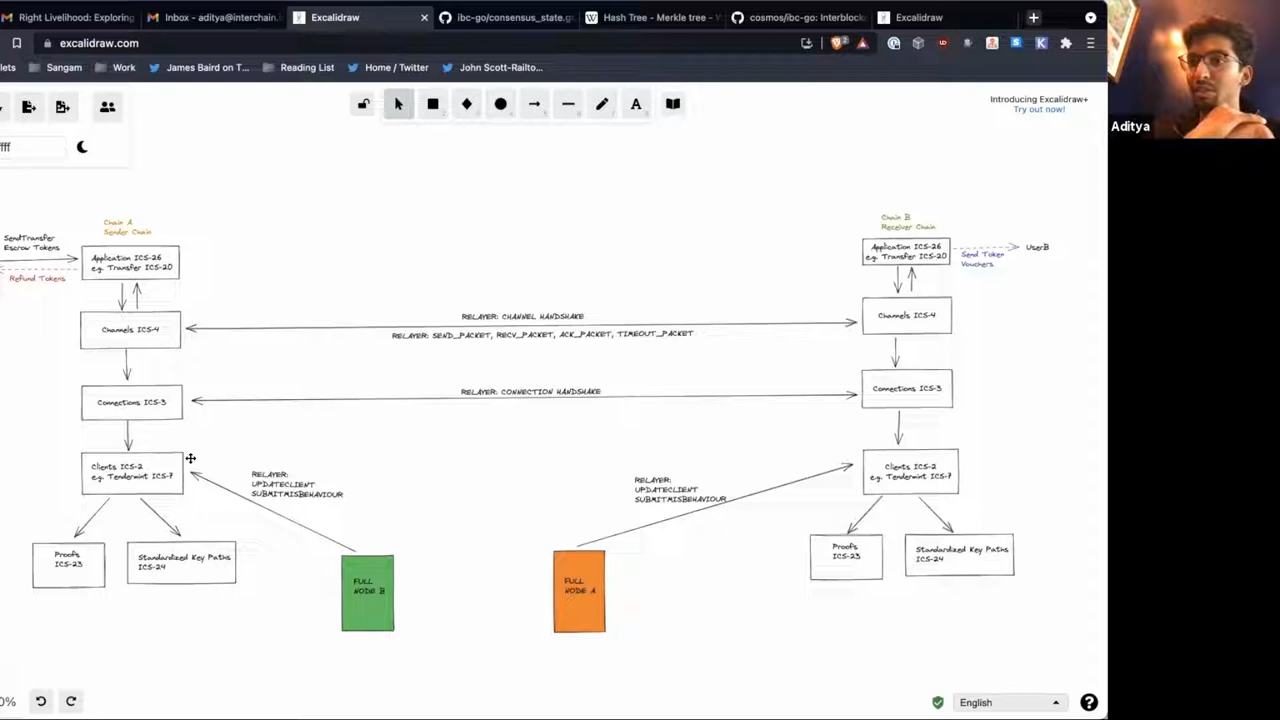 Right Livelihood: Exploring
Inbox - aditya@interchain.
Excalidraw
ibc-go/consensus_state.g
Hash Tree - Merkle tree -
cosmos/ibc-go: Interblock
Excalidraw
excalidraw.com
lets
Sangam
Work
James Baird on T...
Reading List
Home / Twitter
John Scott-Railto...
Introducing Excalidraw+
Try out now!
Aditya
ffff
Chain A
Sender Chain
Chain B
Receiver Chain
SendTransfer
Escrow Tokens
Refund Tokens
Application ICS-26
e.g. Transfer ICS-20
Application ICS-26
e.g. Transfer ICS-20
Send Token
Vouchers
UserB
Channels ICS-4
RELAYER: CHANNEL HANDSHAKE
RELAYER: SEND_PACKET, RECV_PACKET, ACK_PACKET, TIMEOUT_PACKET
Channels ICS-4
Connections ICS-3
RELAYER: CONNECTION HANDSHAKE
Connections ICS-3
Clients ICS-2
e.g. Tendermint ICS-7
RELAYER:
UPDATECLIENT
SUBMITMISBEHAVIOUR
RELAYER:
UPDATECLIENT
SUBMITMISBEHAVIOUR
Clients ICS-2
e.g. Tendermint ICS-7
Proofs
ICS-23
Standardized Key Paths
ICS-24
FULL
NODE B
FULL
NODE A
Proofs
ICS-23
Standardized Key Paths
ICS-24
0%
English